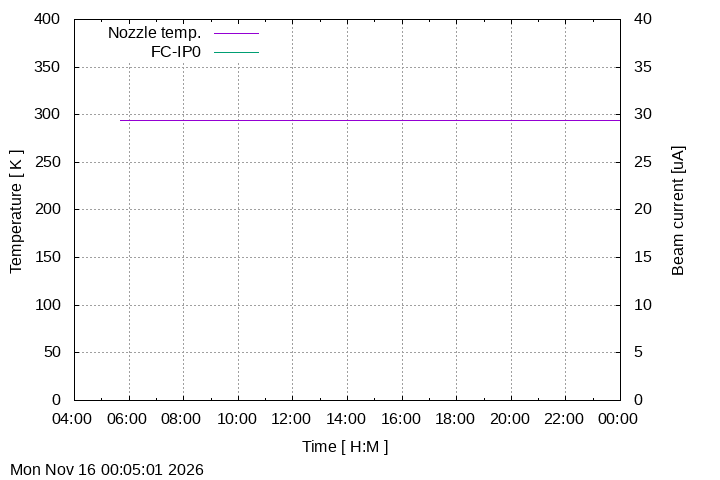 Nozzle temp.
FC-IP0
400
350
300
250
200
150
100
50
0
40
35
30
25
20
15
10
5
0
Temperature [ K ]
Beam current [uA]
04:00 06:00 08:00 10:00 12:00 14:00 16:00 18:00 20:00 22:00 00:00
Time [ H:M ]
Mon Nov 16 00:05:01 2026